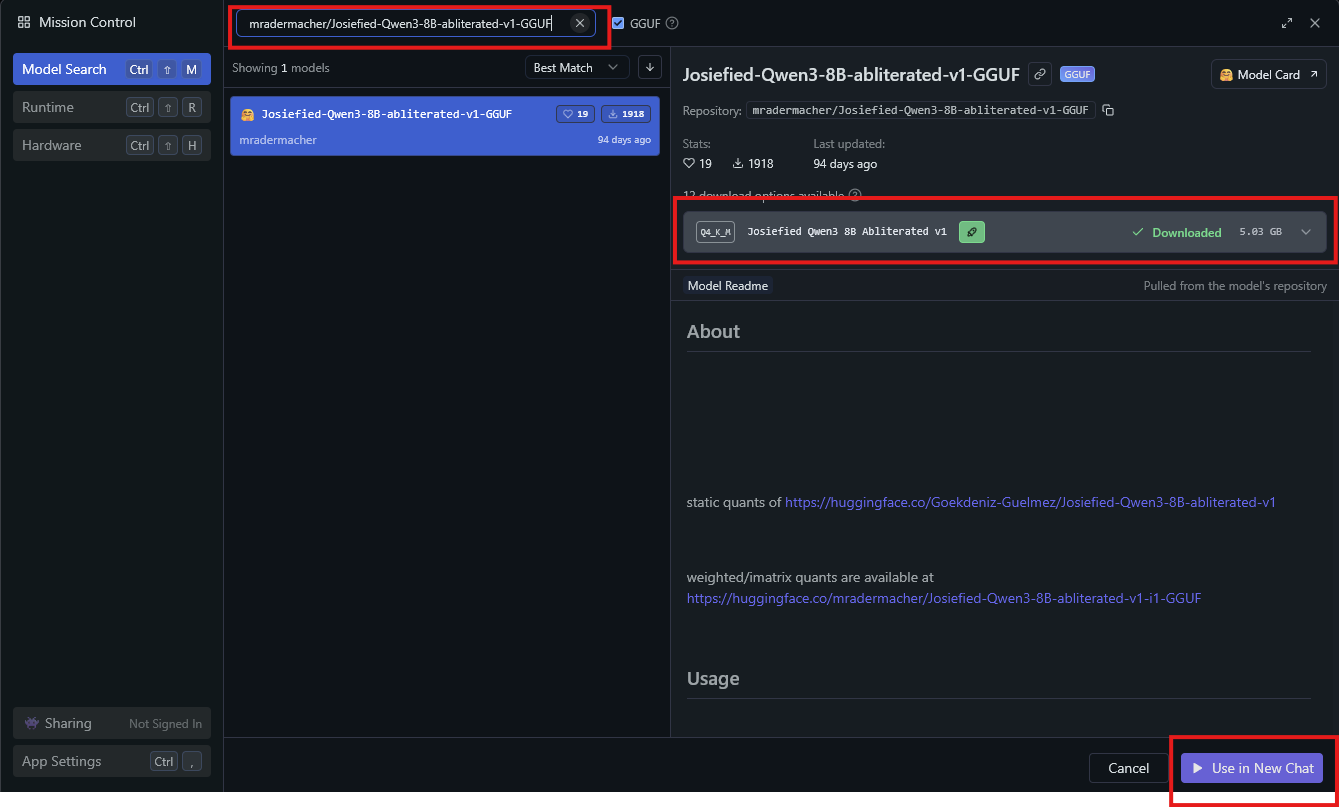 Mission Control
Model Search Ctrl ⇧ M
Runtime Ctrl ⇧ R
Hardware Ctrl ⇧ H
Sharing Not Signed In
App Settings Ctrl ,
mradermacher/Josiefied-Qwen3-8B-abliterated-v1-GGUF
GGUF ?
Showing 1 models
Best Match
Josiefied-Qwen3-8B-abliterated-v1-GGUF 19 1918
mradermacher 94 days ago
Josiefied-Qwen3-8B-abliterated-v1-GGUF GGUF
Model Card
Repository: mradermacher/Josiefied-Qwen3-8B-abliterated-v1-GGUF
Stats: Last updated:
19 1918 94 days ago
12 download options available ?
Q4_K_M Josiefied Qwen3 8B Abliterated v1 Downloaded 5.03 GB
Model Readme Pulled from the model's repository
About
static quants of https://huggingface.co/Goekdeniz-Guelmez/Josiefied-Qwen3-8B-abliterated-v1
weighted/imatrix quants are available at
https://huggingface.co/mradermacher/Josiefied-Qwen3-8B-abliterated-v1-i1-GGUF
Usage
Cancel Use in New Chat